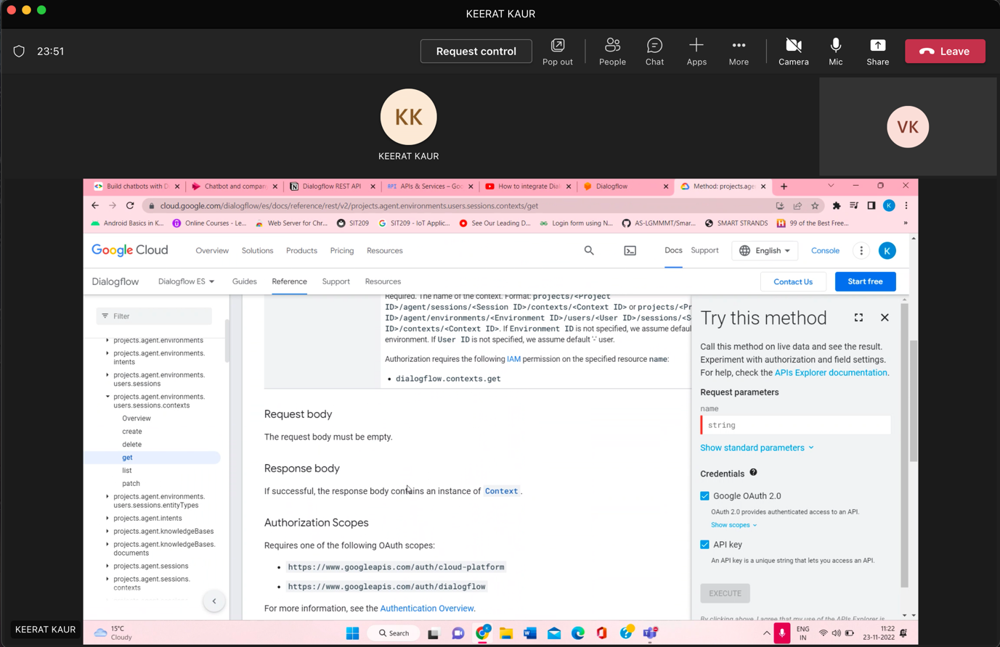 KEERAT KAUR
23:51
Request control
Pop out
People
Chat
Apps
More
Camera
Mic
Share
Leave
KK
KEERAT KAUR
VK
Build chatbots with D
Chatbot and compan
Dialogflow REST API
APIs & Services – Goo
How to integrate Dial
Dialogflow
Method: projects.age
cloud.google.com/dialogflow/es/docs/reference/rest/v2/projects.agent.environments.users.sessions.contexts/get
Android Basics in K...
Online Courses - Le...
Web Server for Chr...
SIT209
SIT209 - IoT Applic...
See Our Leading D...
Login form using N...
AS-LGMMMT/Smar...
SMART STRANDS
99 of the Best Free...
Google Cloud
Overview
Solutions
Products
Pricing
Resources
Docs
Support
English
Console
K
Dialogflow
Dialogflow ES
Guides
Reference
Support
Resources
Contact Us
Start free
Filter
projects.agent.environments
projects.agent.environments.
intents
projects.agent.environments.
users.sessions
projects.agent.environments.
users.sessions.contexts
Overview
create
delete
get
list
patch
projects.agent.environments.
users.sessions.entityTypes
projects.agent.intents
projects.agent.knowledgeBases
projects.agent.knowledgeBases.
documents
projects.agent.sessions
projects.agent.sessions.
contexts
Required. The name of the context. Format: projects/<Project
ID>/agent/sessions/<Session ID>/contexts/<Context ID> or projects/<Pr
ID>/agent/environments/<Environment ID>/users/<User ID>/sessions/<S
ID>/contexts/<Context ID>. If Environment ID is not specified, we assume defaul
environment. If User ID is not specified, we assume default '-' user.
Authorization requires the following IAM permission on the specified resource name:
• dialogflow.contexts.get
Request body
The request body must be empty.
Response body
If successful, the response body contains an instance of Context.
Authorization Scopes
Requires one of the following OAuth scopes:
• https://www.googleapis.com/auth/cloud-platform
• https://www.googleapis.com/auth/dialogflow
For more information, see the Authentication Overview.
Try this method
Call this method on live data and see the result.
Experiment with authorization and field settings.
For help, check the APIs Explorer documentation.
Request parameters
name
string
Show standard parameters
Credentials
Google OAuth 2.0
OAuth 2.0 provides authenticated access to an API.
Show scopes
API key
An API key is a unique string that lets you access an API.
EXECUTE
By clicking above, I agree that my use of the APIs Explorer is
KEERAT KAUR
15°C
Cloudy
Search
ENG
IN
11:22
23-11-2022